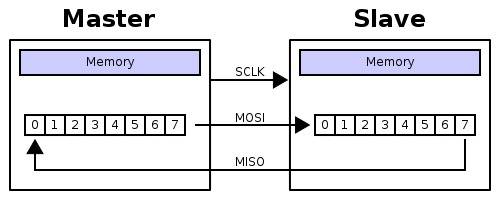 Master Slave
Memory Memory
SCLK
MOSI
0 1 2 3 4 5 6 7 0 1 2 3 4 5 6 7
MISO